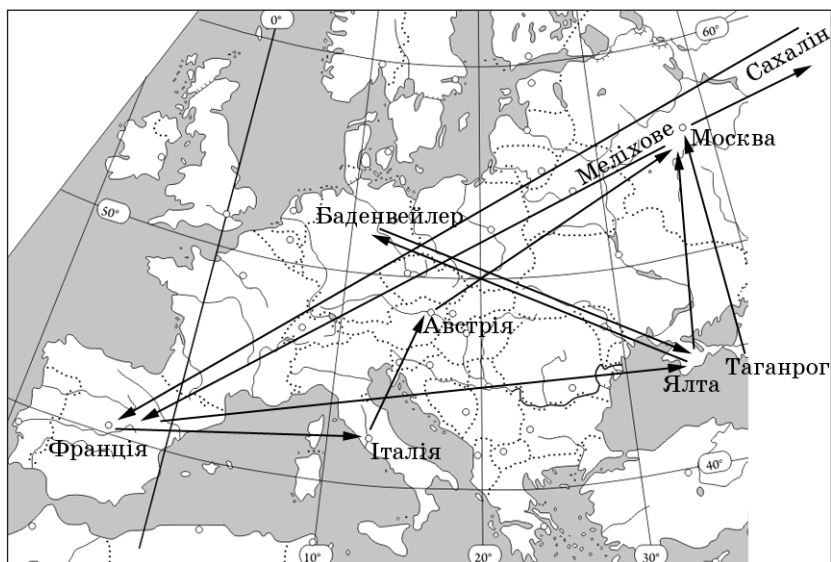 0°
60°
Сахалін
Меліхове
Москва
50°
Баденвейлер
Австрія
Таганрог
Ялта
Франція
Італія
40°
10°
20°
30°